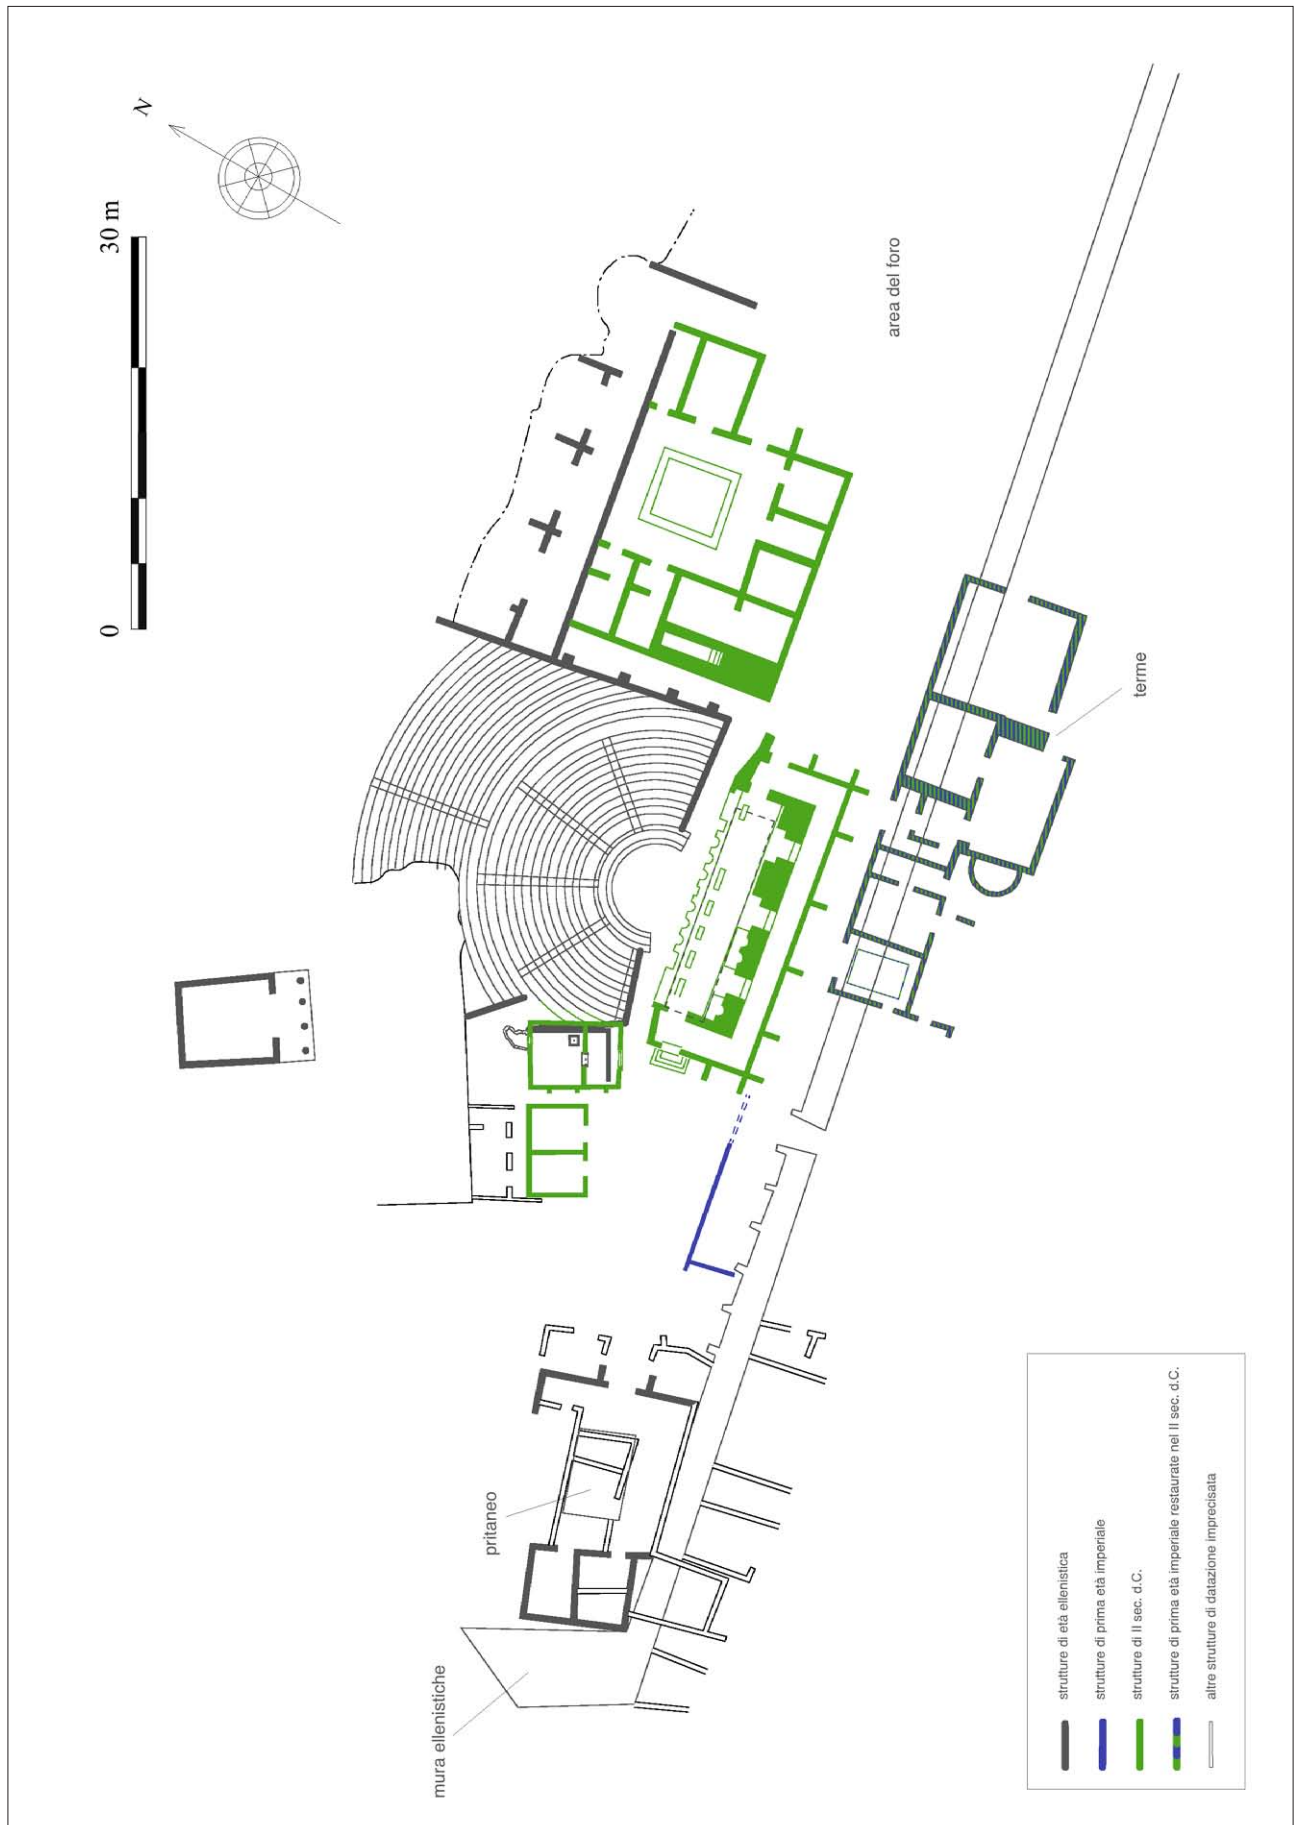 N
30 m
0
area del foro
terme
pritaneo
mura ellenistiche
strutture di età ellenistica
strutture di prima età imperiale
strutture di II sec. d.C.
strutture di prima età imperiale restaurate nel II sec. d.C.
altre strutture di datazione imprecisata